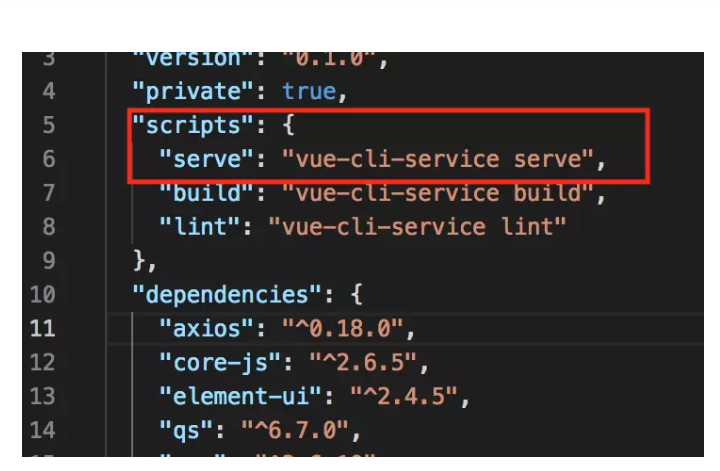 3 "version": "0.1.0",
4 "private": true,
5 "scripts": {
6 "serve": "vue-cli-service serve",
7 "build": "vue-cli-service build",
8 "lint": "vue-cli-service lint"
9 },
10 "dependencies": {
11 "axios": "^0.18.0",
12 "core-js": "^2.6.5",
13 "element-ui": "^2.4.5",
14 "qs": "^6.7.0",